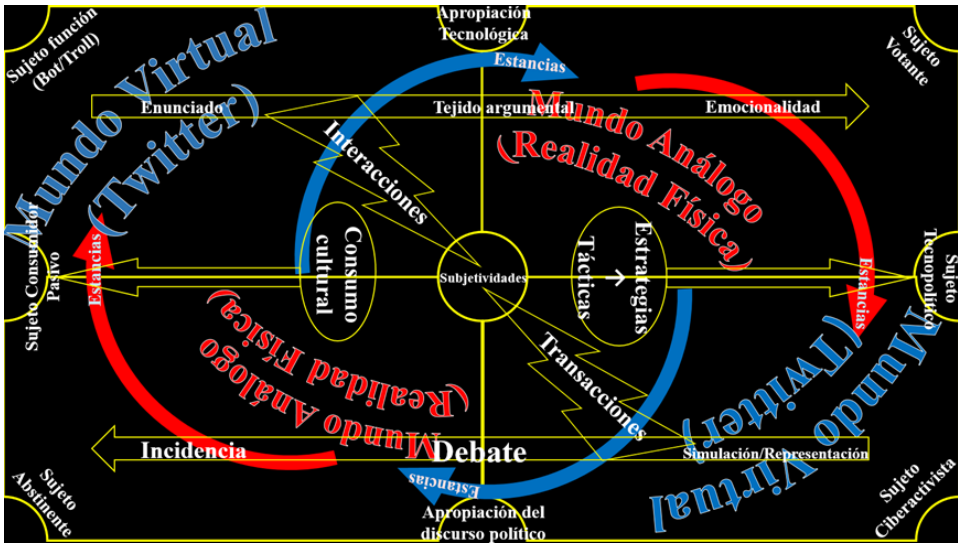 Sujeto función
(Bot/Troll)
Mundo Virtual
(Twitter)
Apropiación
Tecnológica
Sujeto
Votante
Estancias
Enunciado
Tejido argumental
Emocionalidad
Interacciones
Mundo Análogo
(Realidad Física)
Sujeto Consumidor
Pasivo
Estancias
Consumo
cultural
Subjetividades
Tácticas
→
Estrategias
Estancias
Sujeto
Tecnopolítico
Mundo Análogo
(Realidad Física)
Transacciones
Mundo Virtual
(Twitter)
Incidencia
Debate
Simulación/Representación
Estancias
Sujeto
Abstinente
Apropiación del
discurso político
Sujeto
Ciberactivista